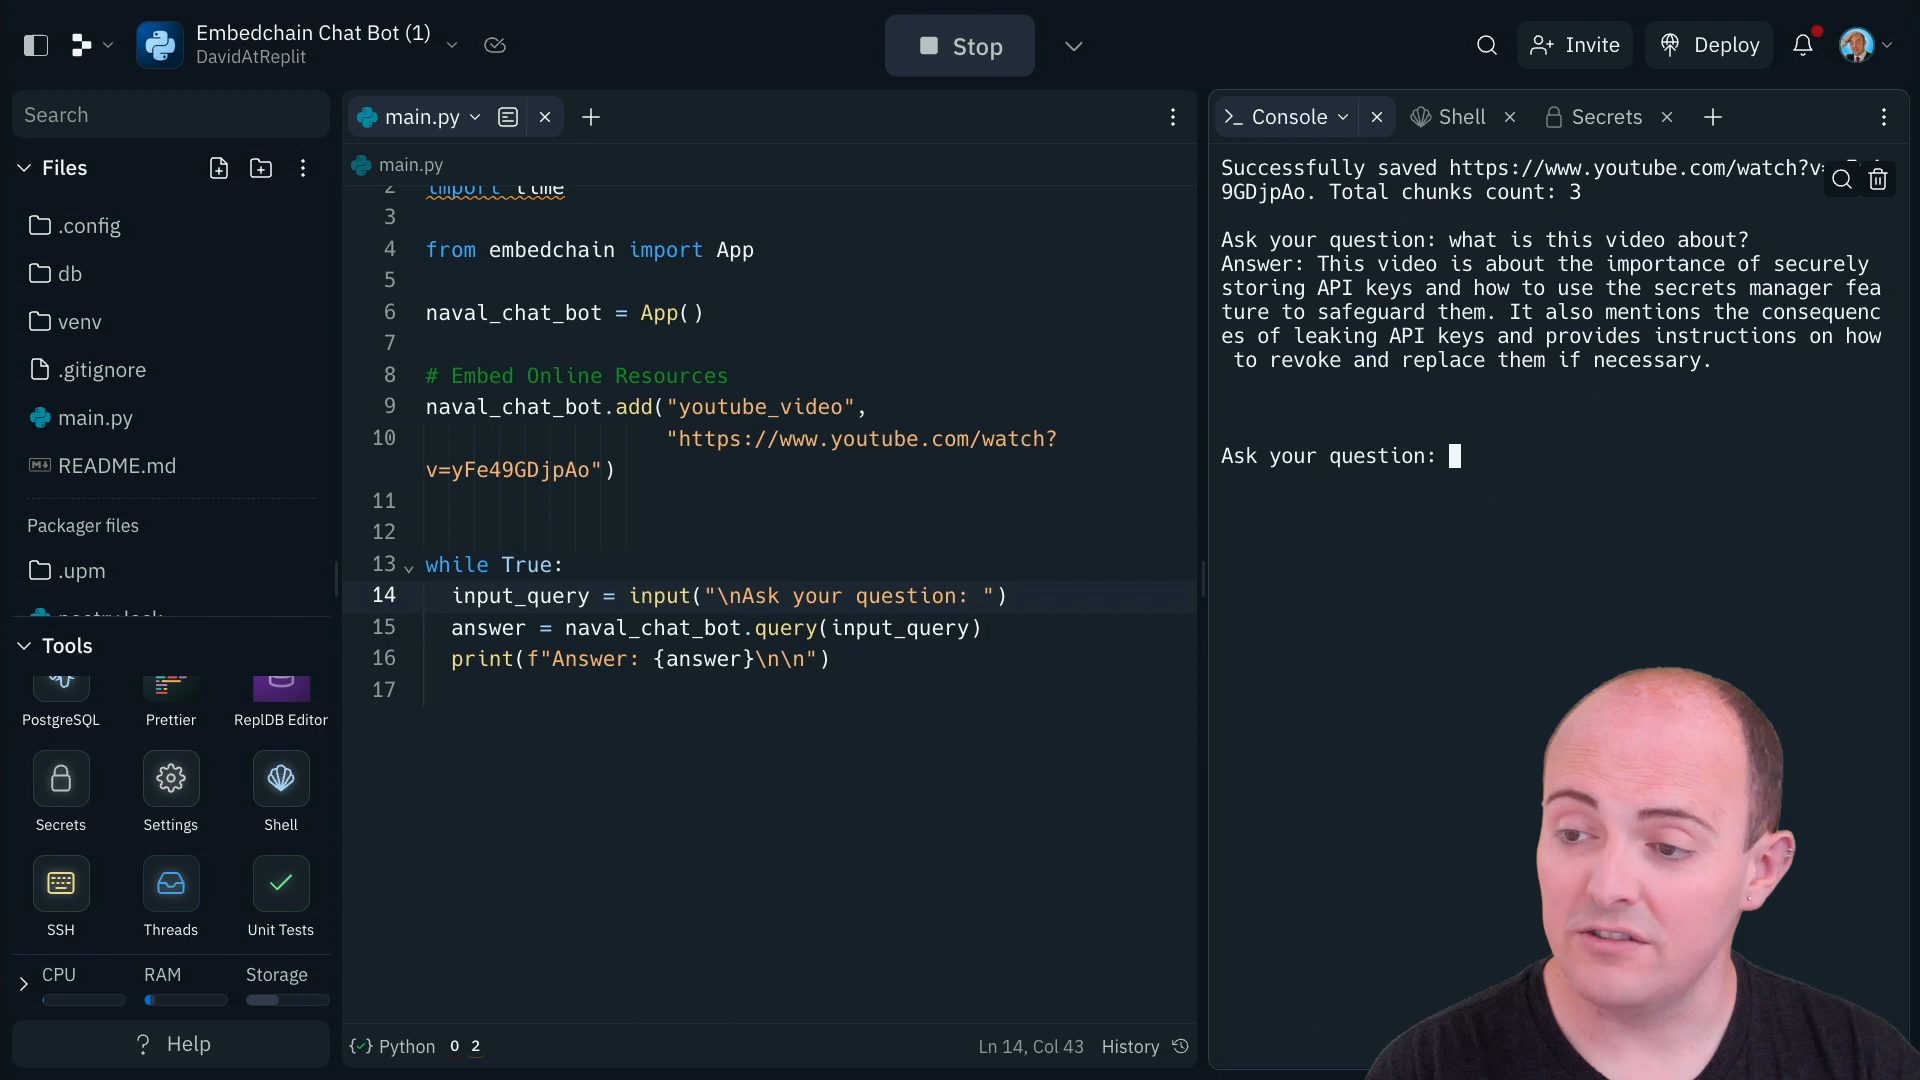 Embedchain Chat Bot (1)
DavidAtReplit
Stop
Invite
Deploy
Search
Files
.config
db
venv
.gitignore
main.py
README.md
Packager files
.upm
Tools
PostgreSQL
Prettier
ReplDB Editor
Secrets
Settings
Shell
SSH
Threads
Unit Tests
CPU
RAM
Storage
? Help
main.py
main.py
2 import time
3
4 from embedchain import App
5
6 naval_chat_bot = App()
7
8 # Embed Online Resources
9 naval_chat_bot.add("youtube_video",
10 "https://www.youtube.com/watch?
v=yFe49GDjpAo")
11
12
13 while True:
14 input_query = input("\nAsk your question: ")
15 answer = naval_chat_bot.query(input_query)
16 print(f"Answer: {answer}\n\n")
17
Python 0 2
Ln 14, Col 43 History
Console
Shell
Secrets
Successfully saved https://www.youtube.com/watch?v=
9GDjpAo. Total chunks count: 3
Ask your question: what is this video about?
Answer: This video is about the importance of securely
storing API keys and how to use the secrets manager fea
ture to safeguard them. It also mentions the consequenc
es of leaking API keys and provides instructions on how
to revoke and replace them if necessary.
Ask your question: